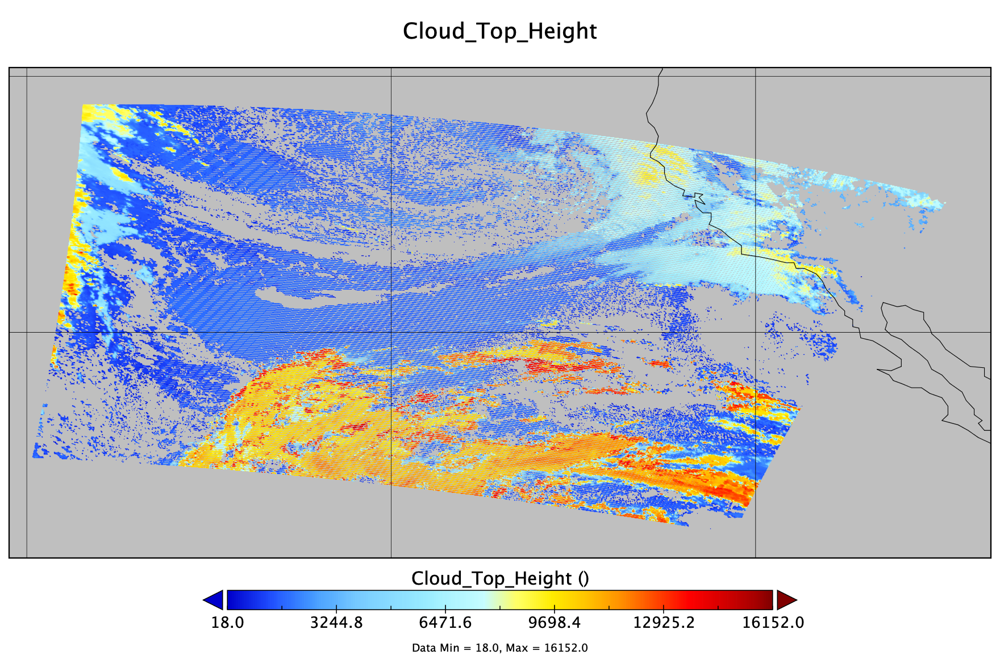 Cloud_Top_Height
Cloud_Top_Height ()
18.0 3244.8 6471.6 9698.4 12925.2 16152.0
Data Min = 18.0, Max = 16152.0